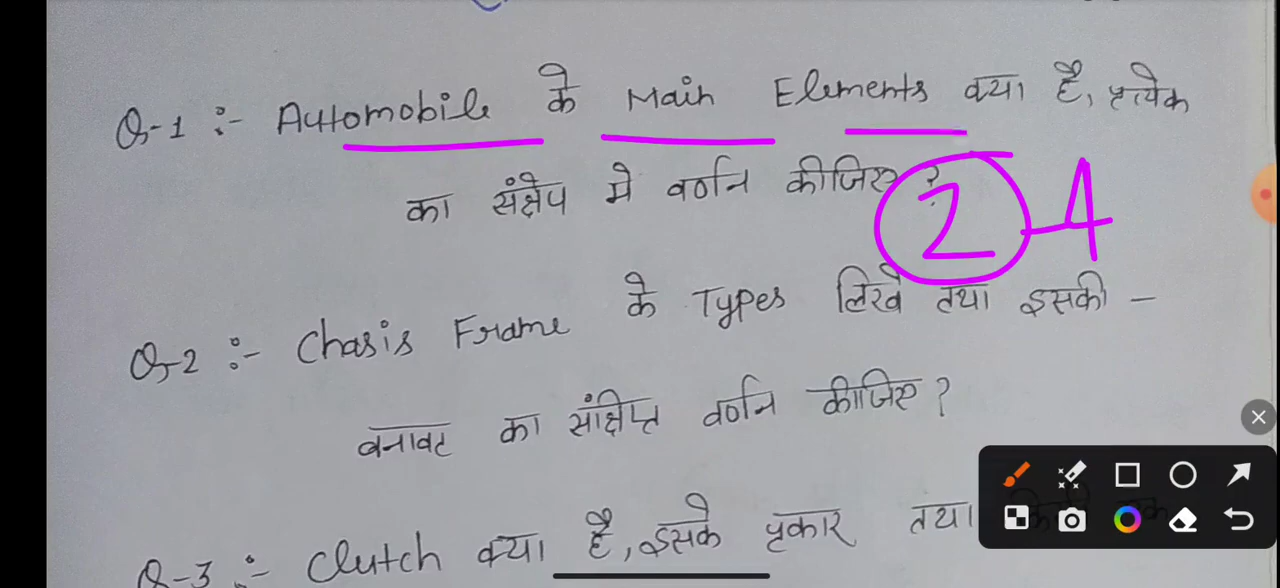 Q-1 :- Automobile के Main Elements क्या है, प्रत्येक
का संक्षेप मे वर्णन कीजिए ?
2-4
Q-2 :- Chasis Frame के Types लिखे तथा इसकी -
बनावट का संक्षिप्त वर्णन कीजिए ?
Q-3 :- Clutch क्या है, इसके प्रकार तथा